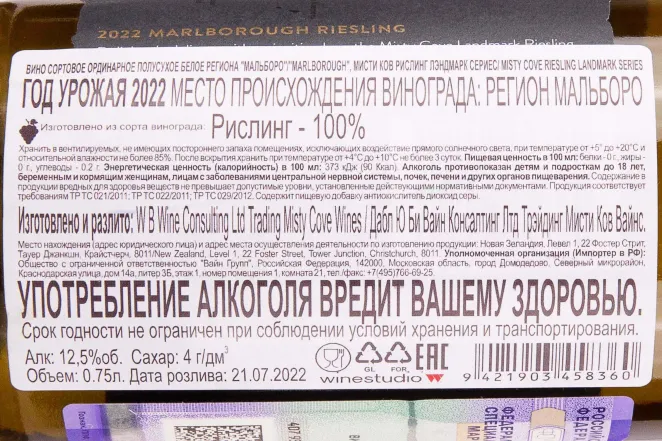 2022 MARLBOROUGH RIESLING
Misty Cove Landmark Riesling
ВИНО СОРТОВОЕ ОРДИНАРНОЕ ПОЛУСУХОЕ БЕЛОЕ РЕГИОНА "МАЛЬБОРО"/"MARLBOROUGH", МИСТИ КОВ РИСЛИНГ ЛЭНДМАРК СЕРИЕС/ MISTY COVE RIESLING LANDMARK SERIES
ГОД УРОЖАЯ 2022 МЕСТО ПРОИСХОЖДЕНИЯ ВИНОГРАДА: РЕГИОН МАЛЬБОРО
Изготовлено из сорта винограда: Рислинг - 100%
Хранить в вентилируемых, не имеющих постороннего запаха помещениях, исключающих воздействие прямого солнечного света, при температуре от +5° до +20°С и
относительной влажности не более 85%. После вскрытия хранить при температуре от +4°С до +10°С не более 3 суток. Пищевая ценность в 100 мл: белки - 0 г, жиры -
0 г, углеводы - 0.2 г. Энергетическая ценность (калорийность) в 100 мл: 373 кДж (90 Ккал). Алкоголь противопоказан детям и подросткам до 18 лет,
беременным и кормящим женщинам, лицам с заболеваниями центральной нервной системы, почек, печени и других органов пищеварения. Содержание в
продукции вредных для здоровья веществ не превышает допустимые уровни, установленные действующими нормативными документами. Продукция соответствует
требованиям ТР ТС 021/2011; ТР ТС 022/2011; ТР ТС 029/2012. Содержит пищевую добавку антиокислитель диоксид серы.
Изготовлено и разлито: W B Wine Consulting Ltd Trading Misty Cove Wines / Дабл Ю Би Вайн Консалтинг Лтд Трэйдинг Мисти Ков Вайнс.
Место нахождения (адрес юридического лица) и адрес места осуществления деятельности по изготовлению продукции: Новая Зеландия, Левел 1, 22 Фостер Стрит,
Тауер Джанкшн, Крайстчерч, 8011/New Zealand, Level 1, 22 Foster Street, Tower Junction, Christchurch, 8011. Уполномоченная организация (Импортер в РФ):
Общество с ограниченной ответственностью "Вайн Групп", Российская Федерация, 142000, Московская область, город Домодедово, Северный микрорайон,
Краснодарская улица, дом 14а, литер 3Б, этаж 1, номер помещения 1, комната 21, тел./факс: +7(495)766-69-25.
УПОТРЕБЛЕНИЕ АЛКОГОЛЯ ВРЕДИТ ВАШЕМУ ЗДОРОВЬЮ.
Срок годности не ограничен при соблюдении условий хранения и транспортирования.
Алк: 12,5%об. Сахар: 4 г/дм³
Объем: 0.75л. Дата розлива: 21.07.2022
GL FOR
EAC
winestudio
9 421903 458360